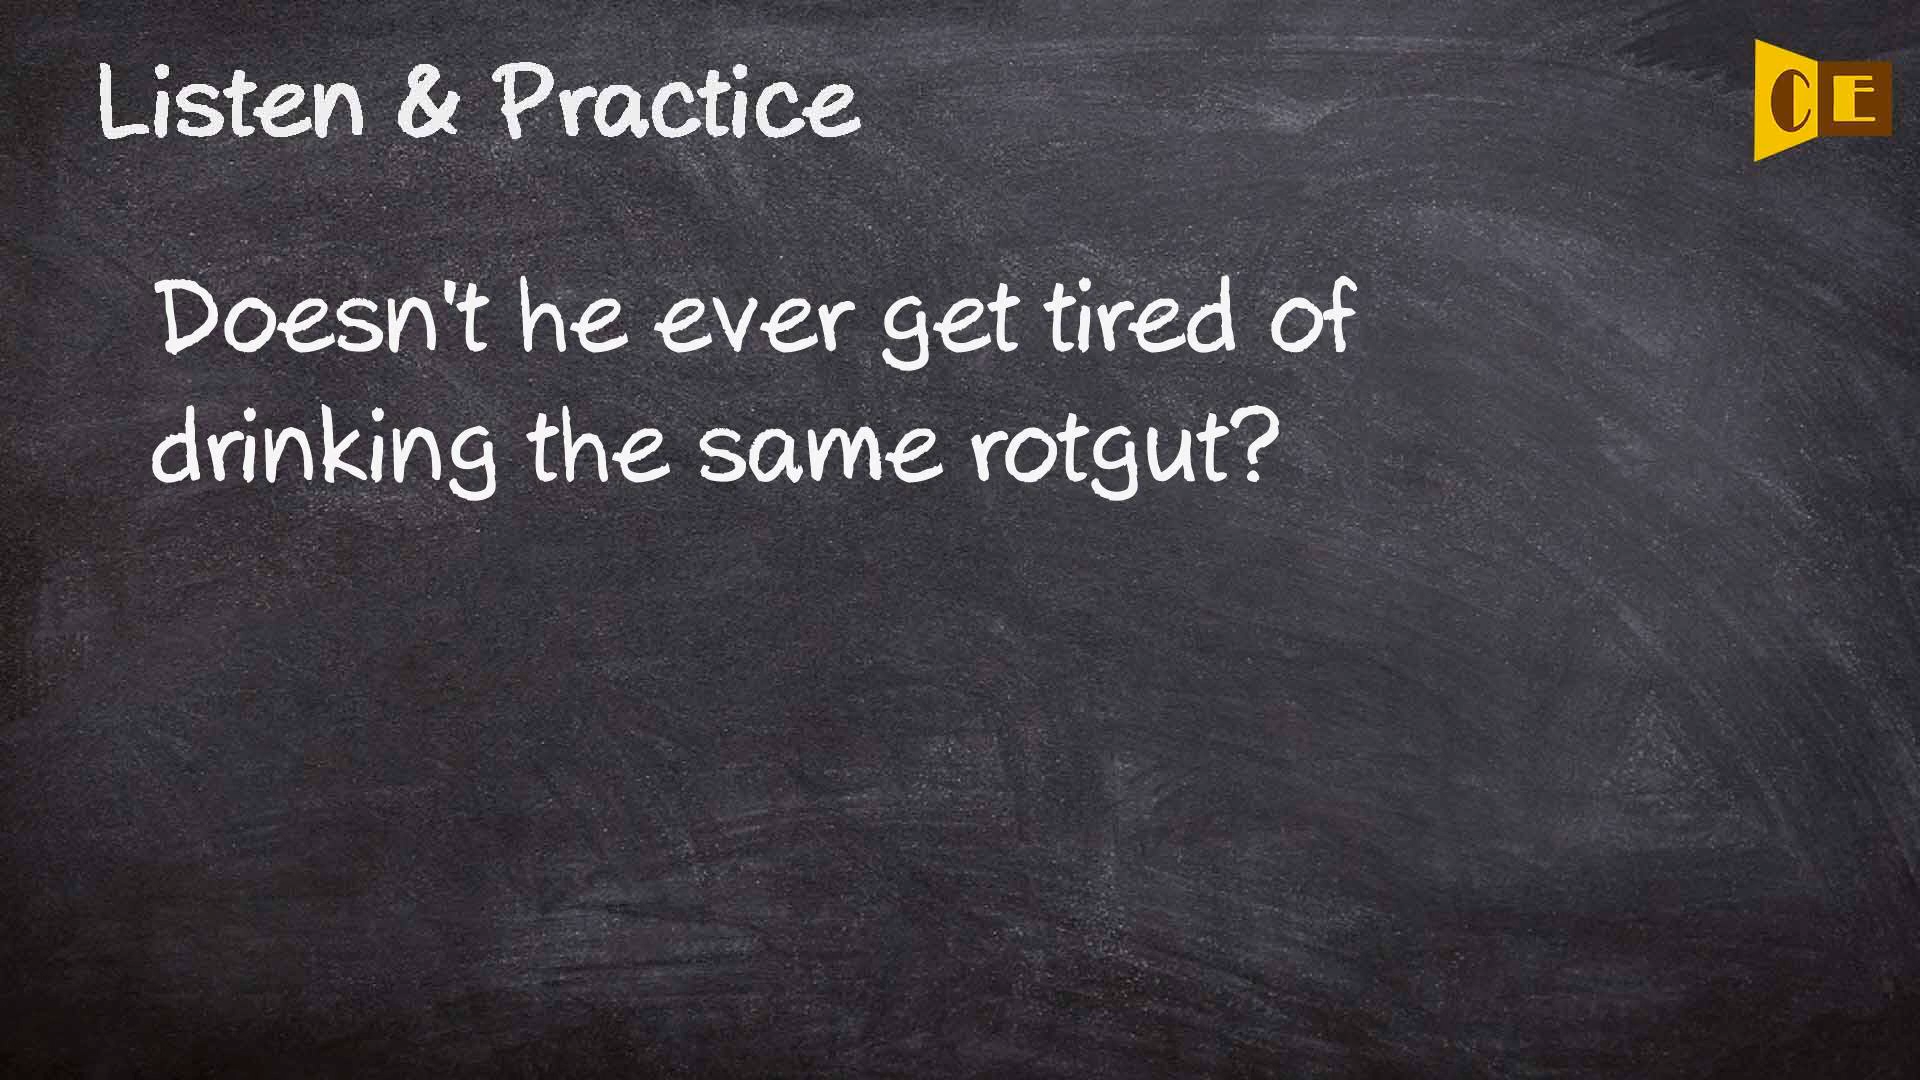 Listen & Practice
CE
Doesn't he ever get tired of
drinking the same rotgut?